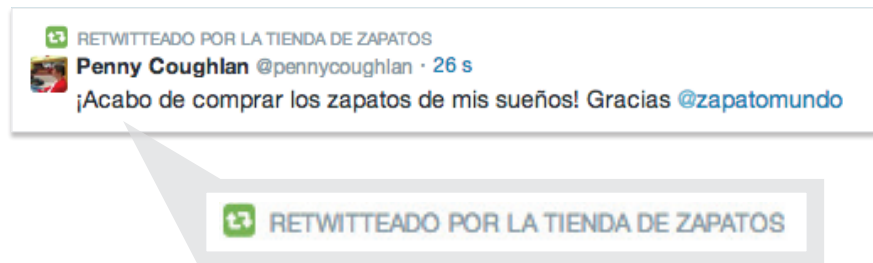 RETWITTEADO POR LA TIENDA DE ZAPATOS
Penny Coughlan @pennycoughlan · 26 s
¡Acabo de comprar los zapatos de mis sueños! Gracias @zapatomundo
RETWITTEADO POR LA TIENDA DE ZAPATOS